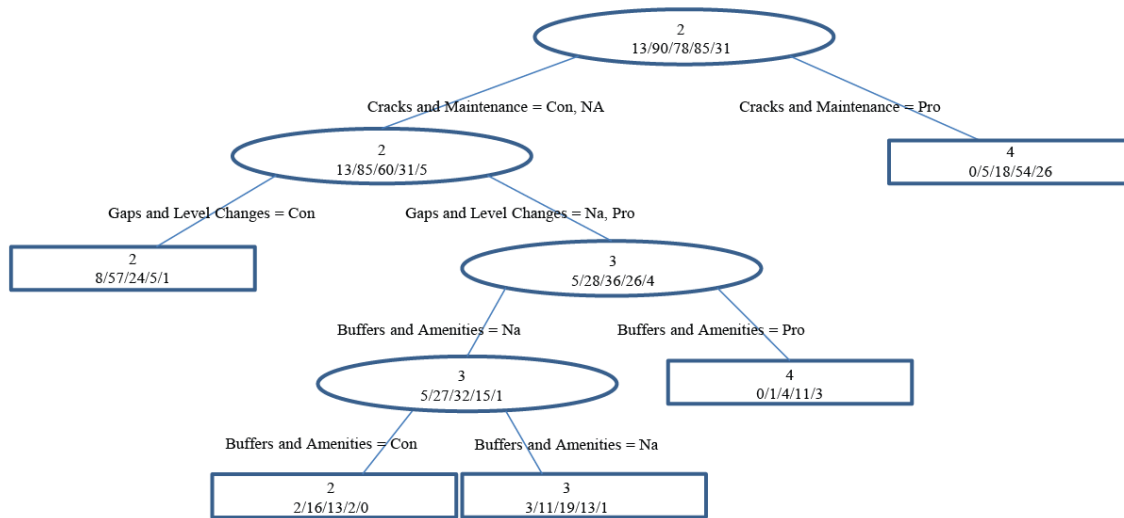 2
13/90/78/85/31
Cracks and Maintenance = Con, NA
Cracks and Maintenance = Pro
2
13/85/60/31/5
4
0/5/18/54/26
Gaps and Level Changes = Con
Gaps and Level Changes = Na, Pro
2
8/57/24/5/1
3
5/28/36/26/4
Buffers and Amenities = Na
Buffers and Amenities = Pro
3
5/27/32/15/1
4
0/1/4/11/3
Buffers and Amenities = Con
Buffers and Amenities = Na
2
2/16/13/2/0
3
3/11/19/13/1